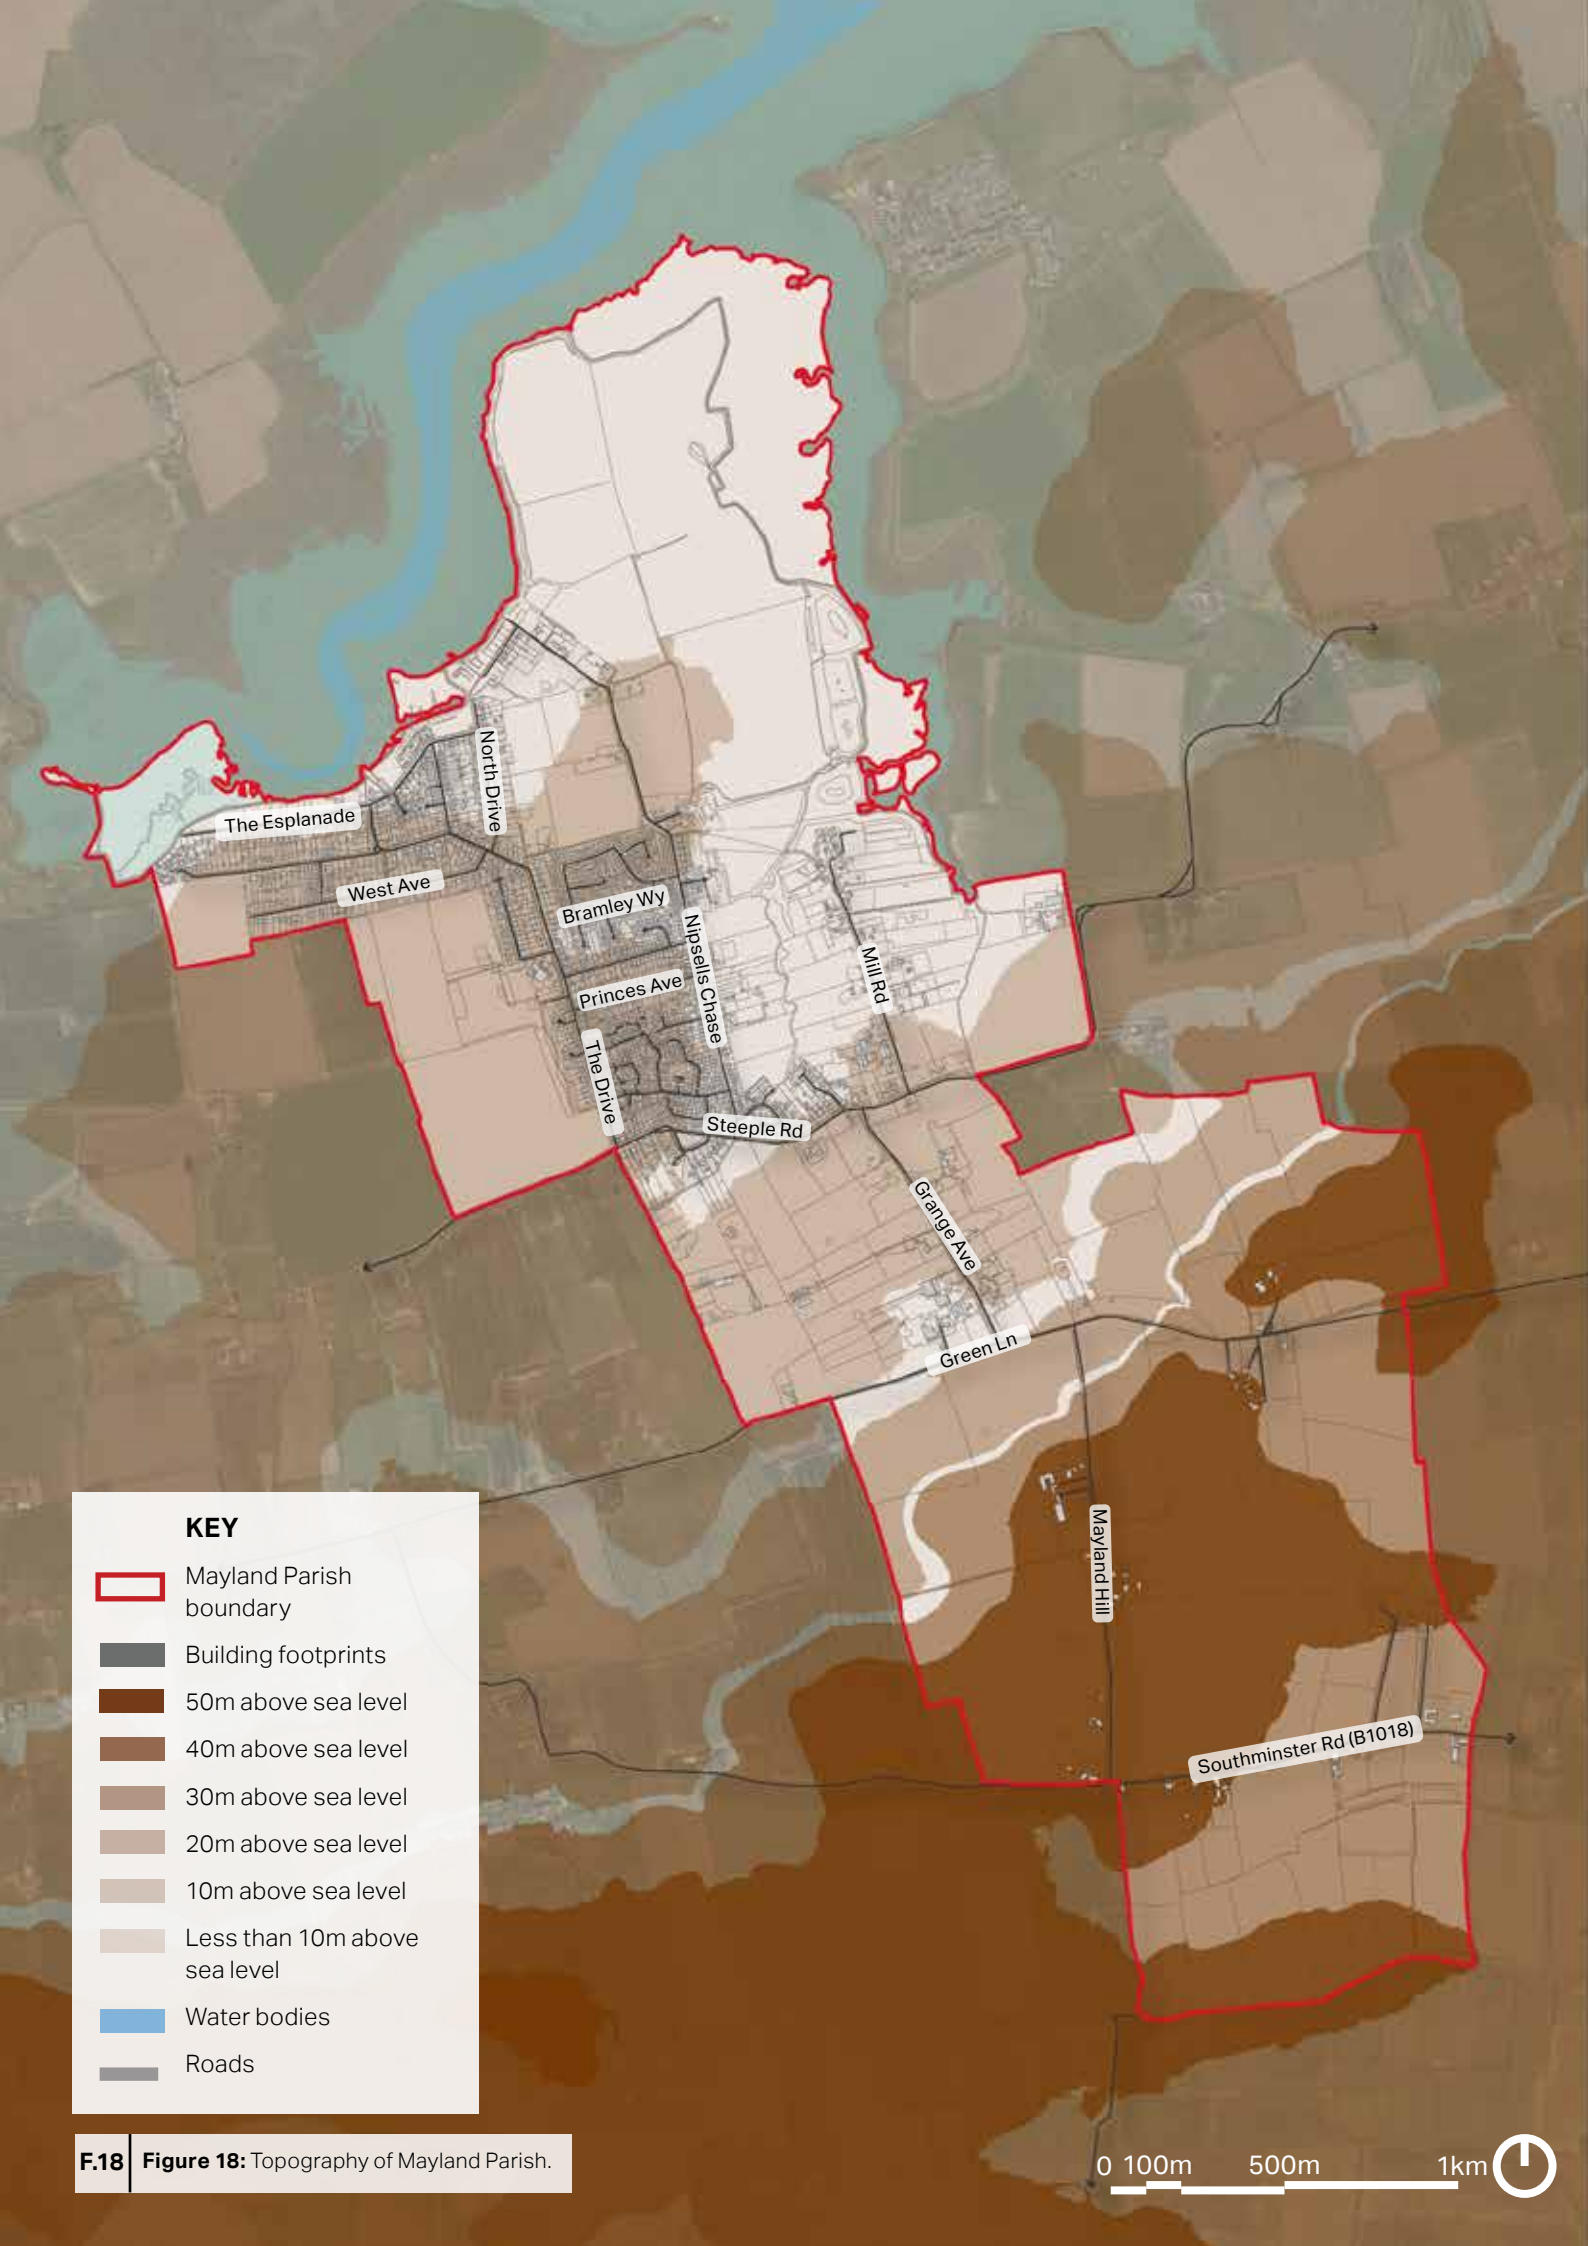 North Drive
The Esplanade
West Ave
Bramley Wy
Nipsells Chase
Mill Rd
Princes Ave
The Drive
Steeple Rd
Grange Ave
Green Ln
Mayland Hill
Southminster Rd (B1018)
KEY
Mayland Parish
boundary
Building footprints
50m above sea level
40m above sea level
30m above sea level
20m above sea level
10m above sea level
Less than 10m above
sea level
Water bodies
Roads
F.18 Figure 18: Topography of Mayland Parish.
0 100m 500m 1km